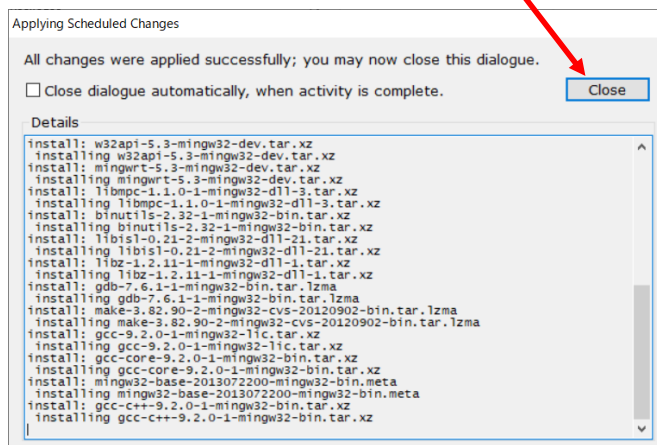 Applying Scheduled Changes
All changes were applied successfully; you may now close this dialogue.
Close dialogue automatically, when activity is complete.
Close
Details
install: w32api-5.3-mingw32-dev.tar.xz
installing w32api-5.3-mingw32-dev.tar.xz
install: mingwrt-5.3-mingw32-dev.tar.xz
installing mingwrt-5.3-mingw32-dev.tar.xz
install: libmpc-1.1.0-1-mingw32-dll-3.tar.xz
installing libmpc-1.1.0-1-mingw32-dll-3.tar.xz
install: binutils-2.32-1-mingw32-bin.tar.xz
installing binutils-2.32-1-mingw32-bin.tar.xz
install: libisl-0.21-2-mingw32-dll-21.tar.xz
installing libisl-0.21-2-mingw32-dll-21.tar.xz
install: libz-1.2.11-1-mingw32-dll-1.tar.xz
installing libz-1.2.11-1-mingw32-dll-1.tar.xz
install: gdb-7.6.1-1-mingw32-bin.tar.lzma
installing gdb-7.6.1-1-mingw32-bin.tar.lzma
install: make-3.82.90-2-mingw32-cvs-20120902-bin.tar.lzma
installing make-3.82.90-2-mingw32-cvs-20120902-bin.tar.lzma
install: gcc-9.2.0-1-mingw32-lic.tar.xz
installing gcc-9.2.0-1-mingw32-lic.tar.xz
install: gcc-core-9.2.0-1-mingw32-bin.tar.xz
installing gcc-core-9.2.0-1-mingw32-bin.tar.xz
install: mingw32-base-2013072200-mingw32-bin.meta
installing mingw32-base-2013072200-mingw32-bin.meta
install: gcc-c++-9.2.0-1-mingw32-bin.tar.xz
installing gcc-c++-9.2.0-1-mingw32-bin.tar.xz